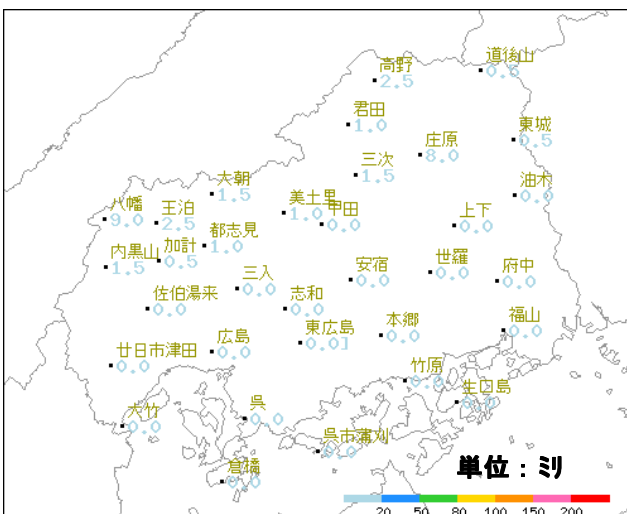 道後山
0.5
高野
2.5
君田
1.0
東城
0.5
庄原
8.0
三次
1.5
大朝
1.5
油木
0.0
八幡
9.0
王泊
2.5
美土里
1.0
甲田
0.0
上下
0.0
都志見
1.0
内黒山
1.5
加計
0.5
三入
0.0
安宿
0.0
世羅
0.0
府中
0.0
佐伯湯来
0.0
志和
0.0
福山
0.0
東広島
0.0]
本郷
0.0
広島
0.0
廿日市津田
0.0
竹原
0.0
生口島
0.0
大竹
0.0
呉
0.0
呉市蒲刈
0.0
倉橋
0.0
単位：ミリ
20 50 80 100 150 200